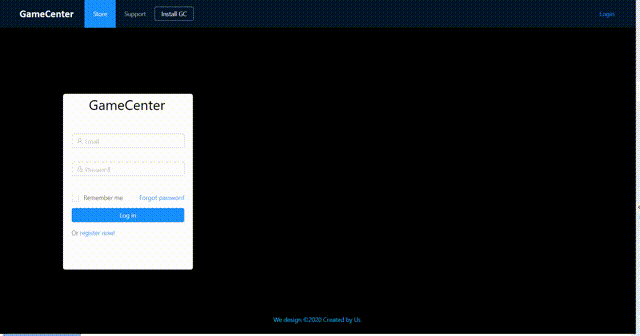 GameCenter Store Support Install GC Login
GameCenter
Email
Password
Remember me Forgot password
Log in
Or register now!
We design ©2020 Created by Us